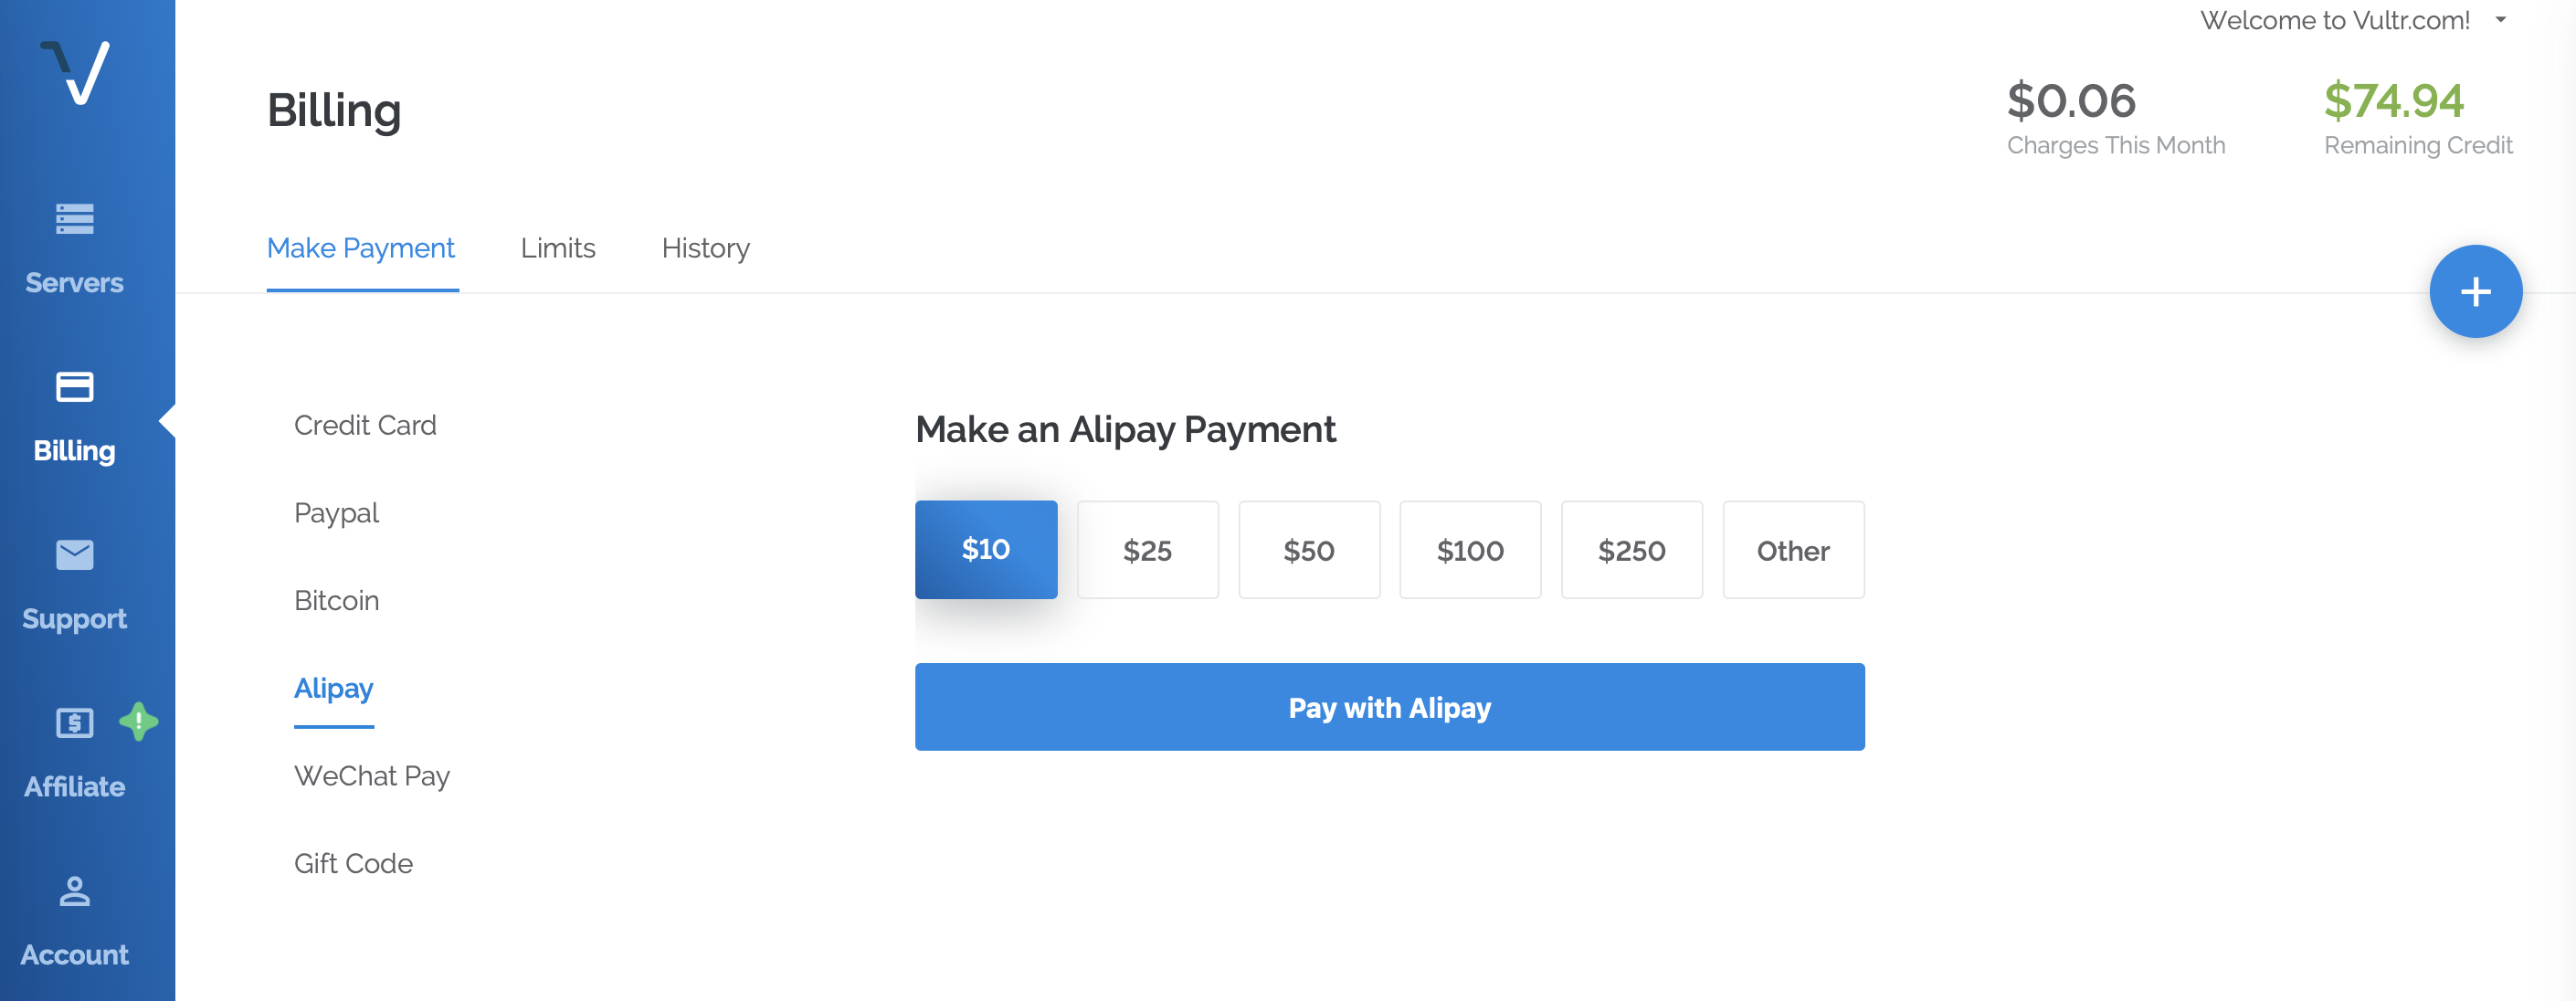 Welcome to Vultr.com!
Billing
$0.06
Charges This Month
$74.94
Remaining Credit
Make Payment
Limits
History
Servers
Billing
Support
Affiliate
Account
Credit Card
Paypal
Bitcoin
Alipay
WeChat Pay
Gift Code
Make an Alipay Payment
$10
$25
$50
$100
$250
Other
Pay with Alipay